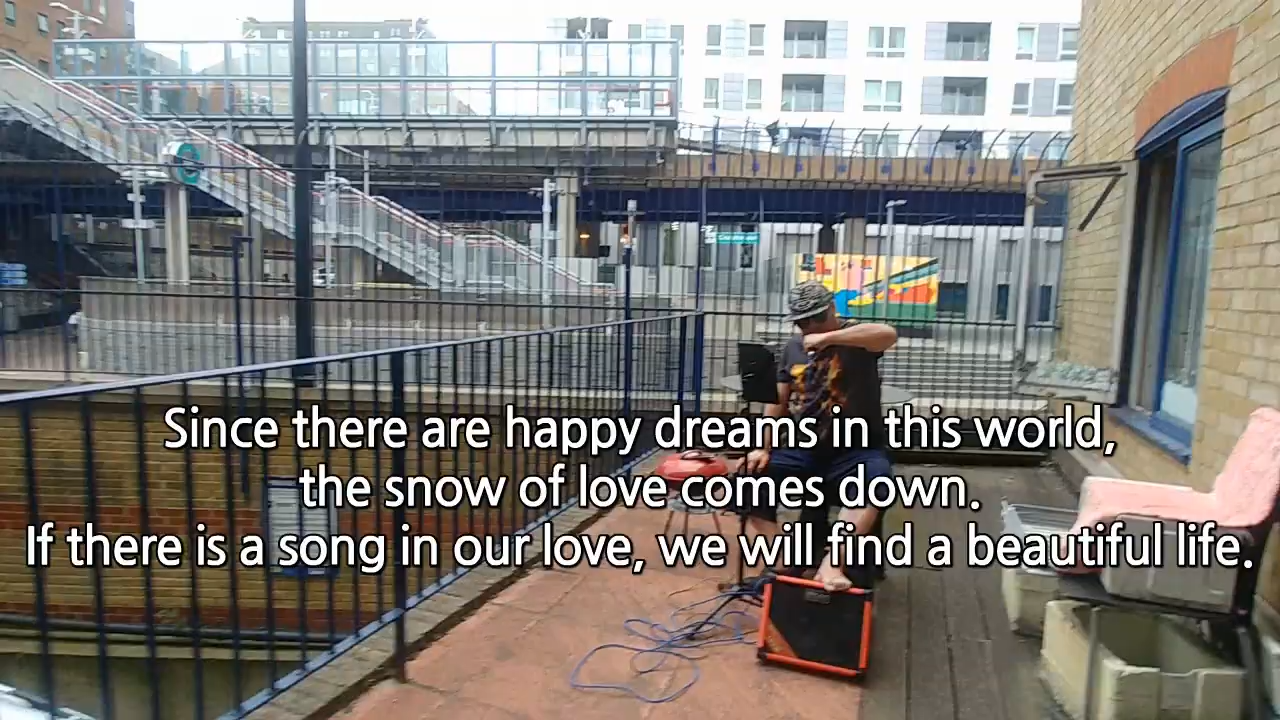 Since there are happy dreams in this world,
the snow of love comes down.
If there is a song in our love, we will find a beautiful life.